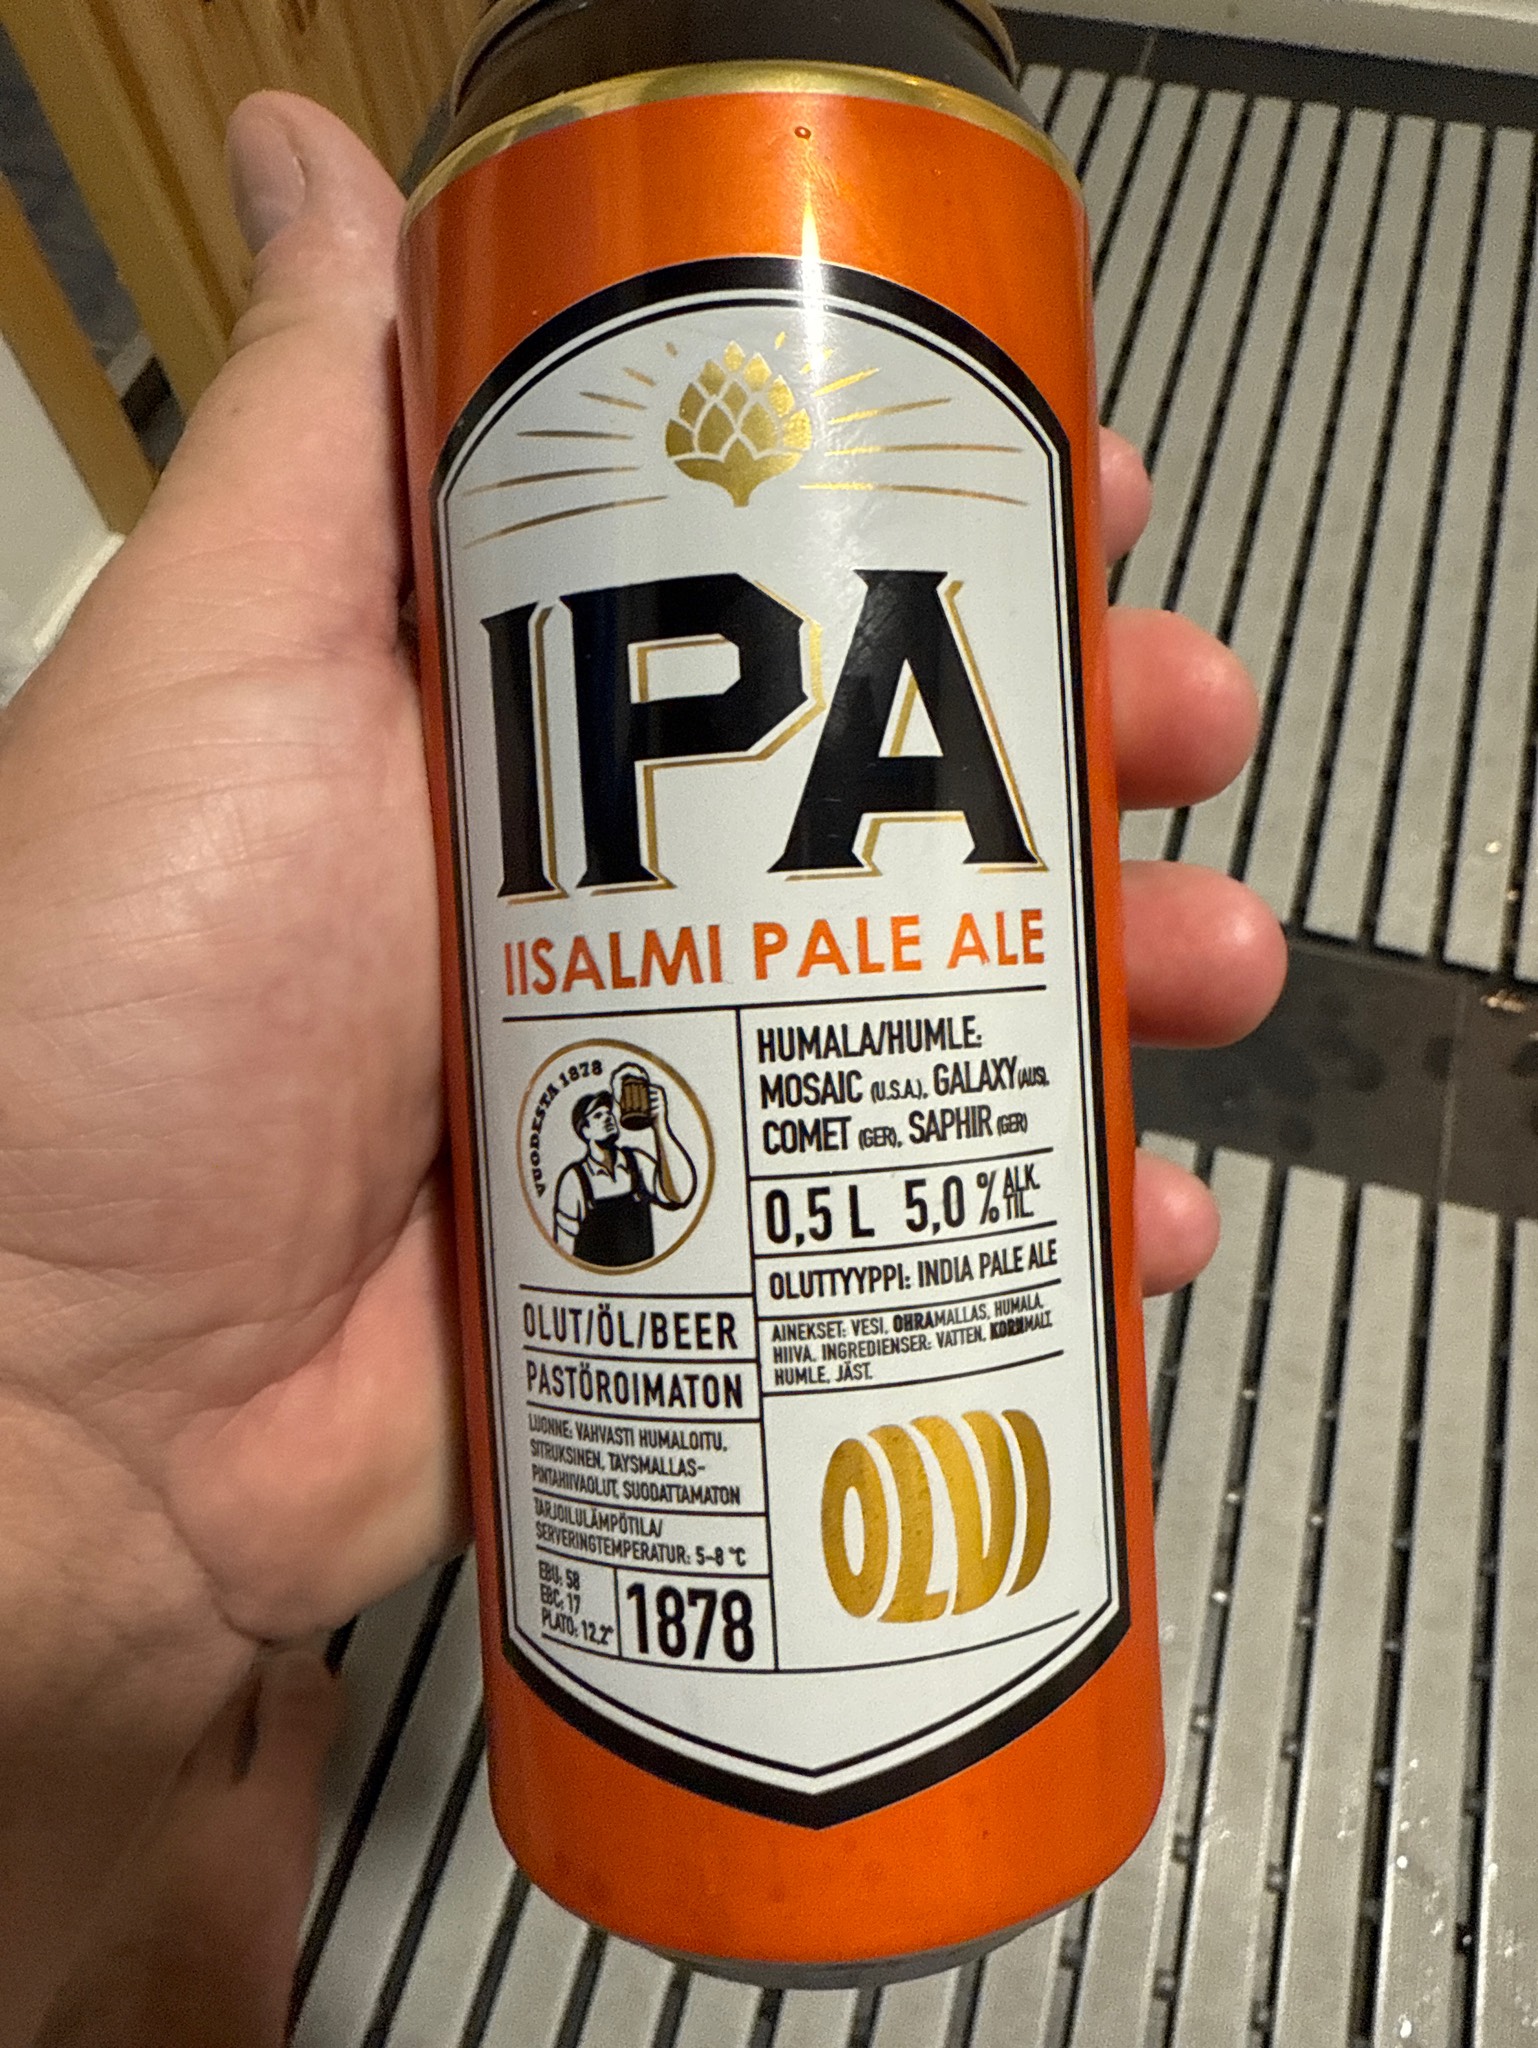 IPA
IISALMI PALE ALE
VUODESTA 1878
OLUT/ÖL/BEER
PASTÖROIMATON
LUONNE: VAHVASTI HUMALOITU,
SITRUKSINEN, TÄYSMALLAS-
PINTAHIIVAOLUT, SUODATTAMATON
TARJOILULÄMPÖTILA/
SERVERINGTEMPERATUR: 5-8 °C
EBU: 58
EBC: 17
PLATO: 12,2°
1878
HUMALA/HUMLE:
MOSAIC (U.S.A.), GALAXY (AUS),
COMET (GER), SAPHIR (GER)
0,5 L 5,0 % ALK.
TIL.
OLUTTYYPPI: INDIA PALE ALE
AINEKSET: VESI, OHRAMALLAS, HUMALA,
HIIVA. INGREDIENSER: VATTEN, KORNMALT,
HUMLE, JÄST.
OLVI